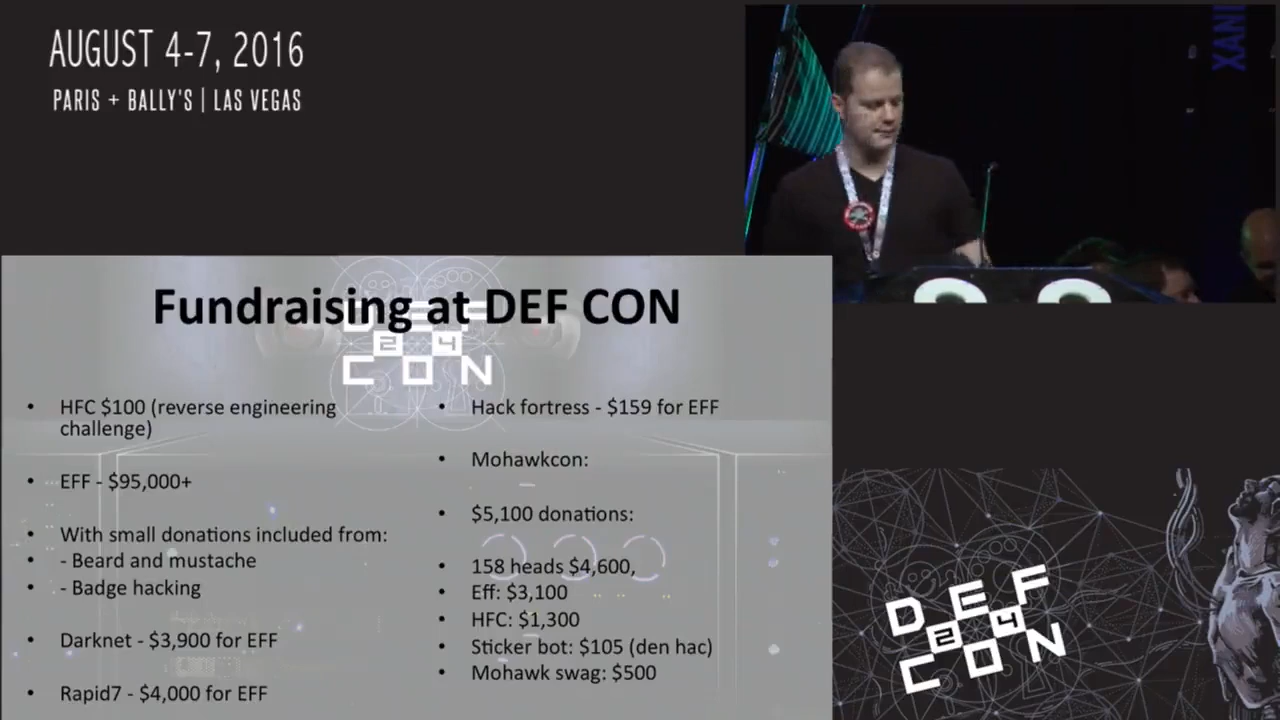 AUGUST 4-7, 2016
PARIS + BALLY'S | LAS VEGAS
XANI
Fundraising at DEF CON
DEF
24
CON
• HFC $100 (reverse engineering
challenge)
• EFF - $95,000+
• With small donations included from:
• - Beard and mustache
• - Badge hacking
• Darknet - $3,900 for EFF
• Rapid7 - $4,000 for EFF
• Hack fortress - $159 for EFF
• Mohawkcon:
• $5,100 donations:
• 158 heads $4,600,
• Eff: $3,100
• HFC: $1,300
• Sticker bot: $105 (den hac)
• Mohawk swag: $500
DEF
24
CON